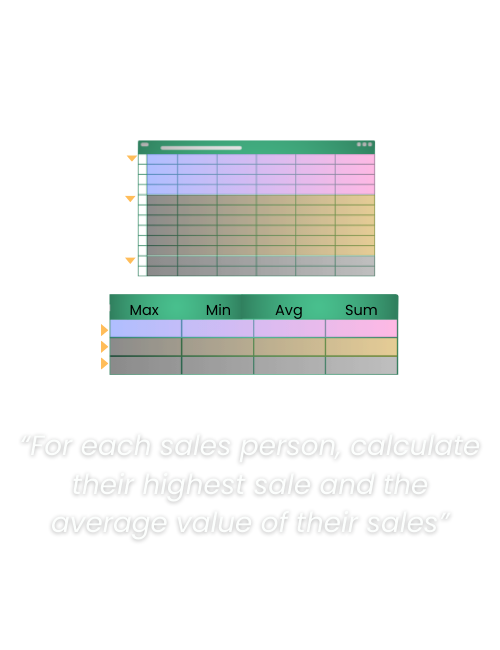 Max Min Avg Sum
“For each sales person, calculate
their highest sale and the
average value of their sales”